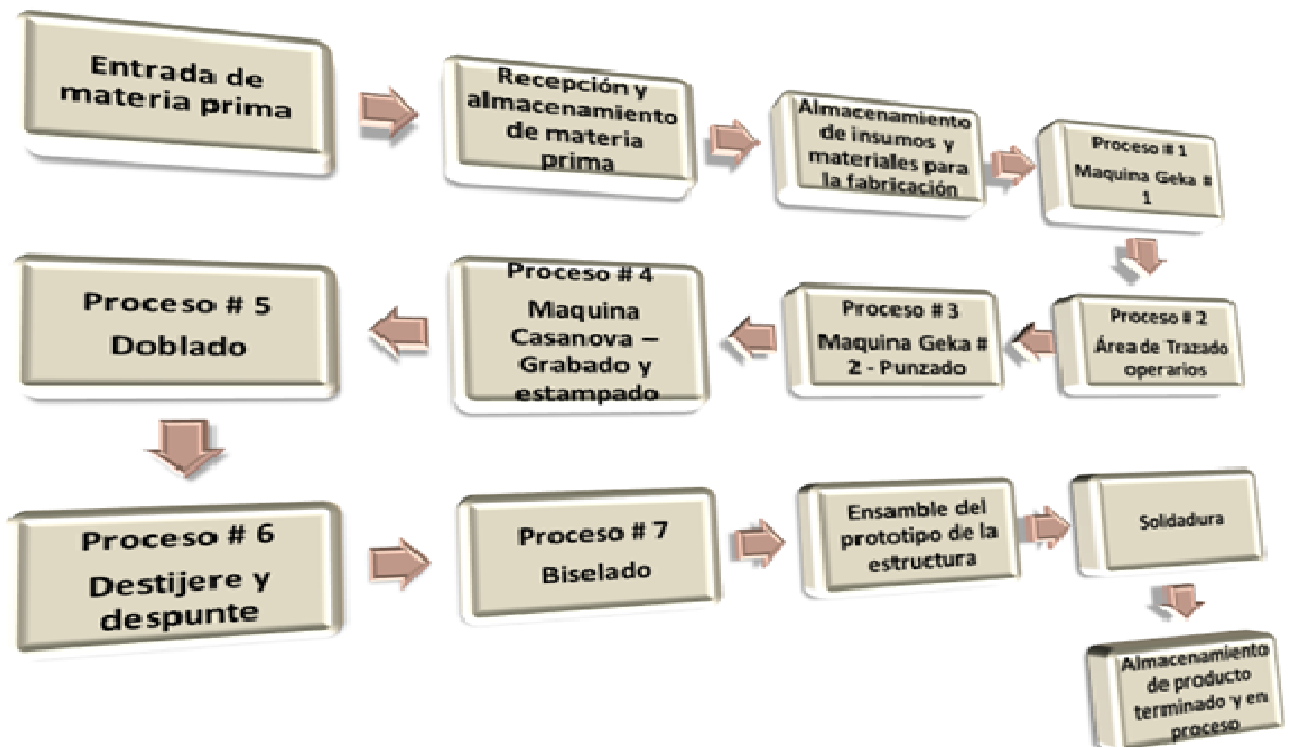 Entrada de
materia prima
Recepción y
almacenamiento
de materia
prima
Almacenamiento
de insumos y
materiales para
la fabricación
Proceso # 1
Maquina Geka #
1
Proceso # 2
Área de Trazado
operarios
Proceso # 3
Maquina Geka #
2 - Punzado
Proceso # 4
Maquina
Casanova –
Grabado y
estampado
Proceso # 5
Doblado
Proceso # 6
Destijere y
despunte
Proceso # 7
Biselado
Ensamble del
prototipo de la
estructura
Solidadura
Almacenamiento
de producto
terminado y en
proceso